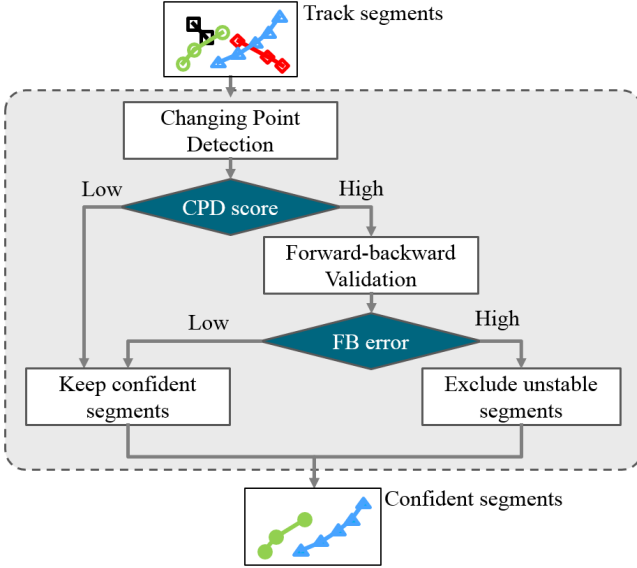 Track segments
Changing Point
Detection
Low
High
CPD score
Forward-backward
Validation
Low
High
FB error
Keep confident
segments
Exclude unstable
segments
Confident segments